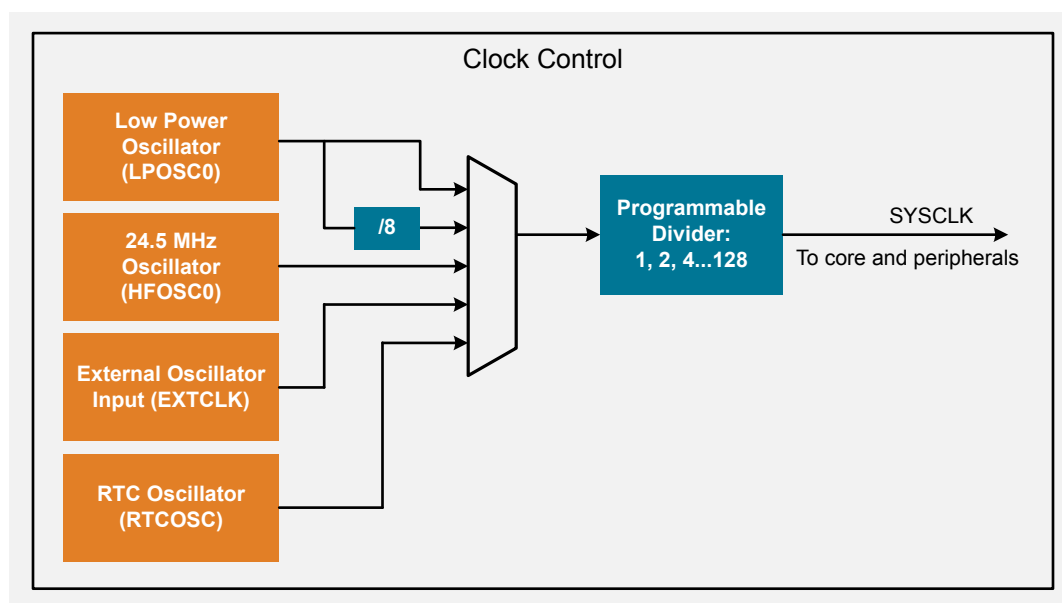 Clock Control
Low Power
Oscillator
(LPOSC0)
/8
24.5 MHz
Oscillator
(HFOSC0)
External Oscillator
Input (EXTCLK)
RTC Oscillator
(RTCOSC)
Programmable
Divider:
1, 2, 4...128
SYSCLK
To core and peripherals